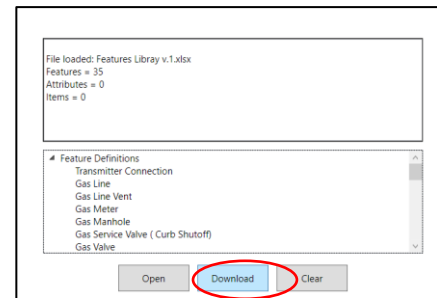 File loaded: Features Libray v.1.xlsx
Features = 35
Attributes = 0
Items = 0
Feature Definitions
Transmitter Connection
Gas Line
Gas Line Vent
Gas Meter
Gas Manhole
Gas Service Valve ( Curb Shutoff)
Gas Valve
Open Download Clear